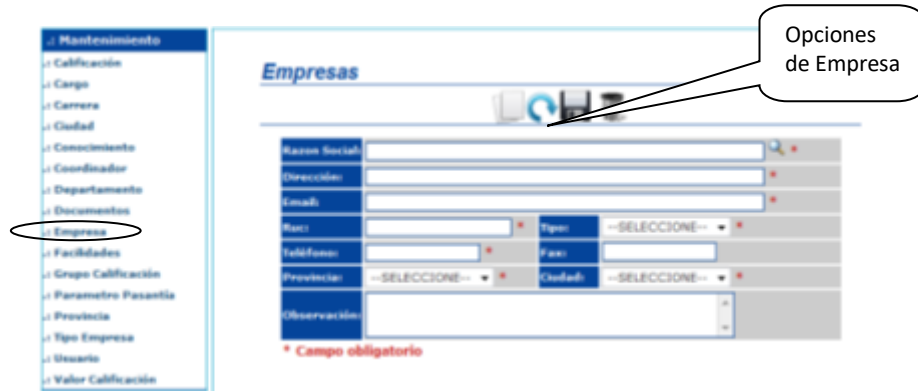 .: Mantenimiento
.: Calificación
.: Cargo
.: Carrera
.: Ciudad
.: Conocimiento
.: Coordinador
.: Departamento
.: Documentos
.: Empresa
.: Facilidades
.: Grupo Calificación
.: Parametro Pasantía
.: Provincia
.: Tipo Empresa
.: Usuario
.: Valor Calificación
Opciones
de Empresa
Empresas
Razon Social: *
Dirección: *
Email: *
Ruc: * Tipo: --SELECCIONE-- *
Teléfono: * Fax:
Provincia: --SELECCIONE-- * Ciudad: --SELECCIONE-- *
Observación:
* Campo obligatorio